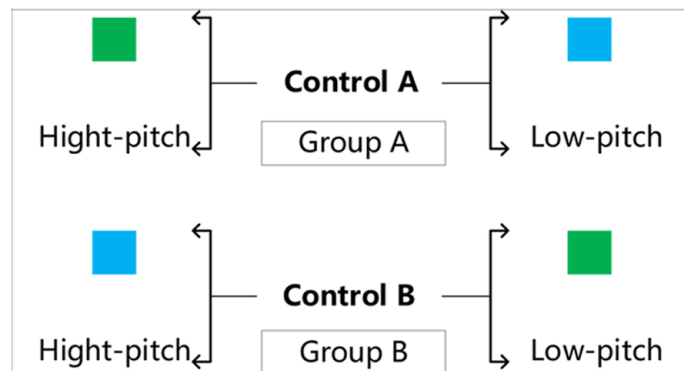 Control A
Hight-pitch
Group A
Low-pitch
Control B
Hight-pitch
Group B
Low-pitch